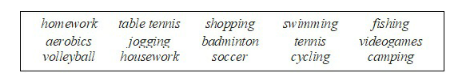 homework table tennis shopping swimming fishing
aerobics jogging badminton tennis videogames
volleyball housework soccer cycling camping